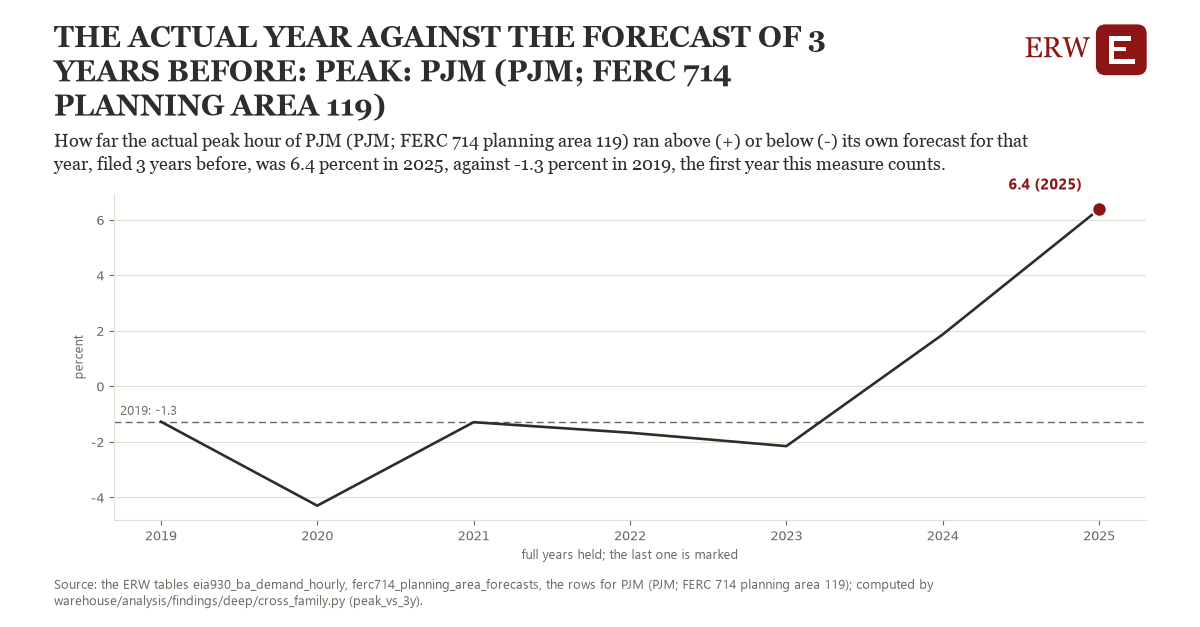 THE ACTUAL YEAR AGAINST THE FORECAST OF 3
YEARS BEFORE: PEAK: PJM (PJM; FERC 714
PLANNING AREA 119)
ERW E
How far the actual peak hour of PJM (PJM; FERC 714 planning area 119) ran above (+) or below (-) its own forecast for that
year, filed 3 years before, was 6.4 percent in 2025, against -1.3 percent in 2019, the first year this measure counts.
6.4 (2025)
6
4
2
0
-2
-4
percent
2019: -1.3
2019 2020 2021 2022 2023 2024 2025
full years held; the last one is marked
Source: the ERW tables eia930_ba_demand_hourly, ferc714_planning_area_forecasts, the rows for PJM (PJM; FERC 714 planning area 119); computed by
warehouse/analysis/findings/deep/cross_family.py (peak_vs_3y).